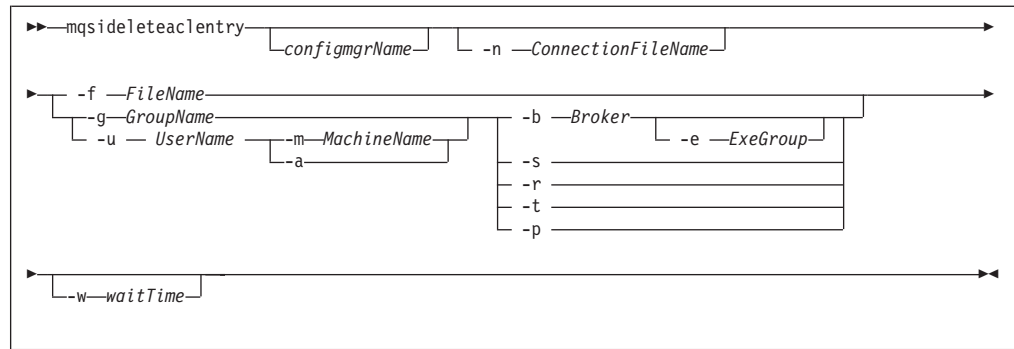 mqsideleteaclentry configmgrName -n ConnectionFileName
-f FileName
-g GroupName -b Broker
-u UserName -m MachineName -e ExeGroup
-a -s
-r
-t
-p
-w waitTime